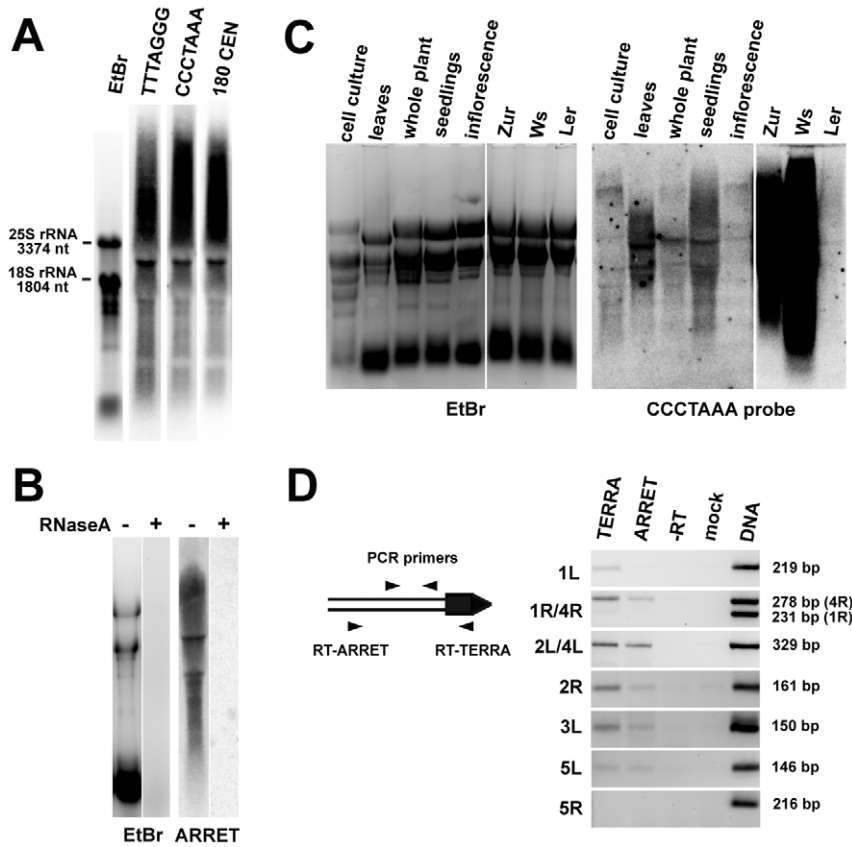 A
EtBr
TTTAGGG
CCCTAAA
180 CEN
25S rRNA
3374 nt
18S rRNA
1804 nt
B
RNaseA - + - +
EtBr ARRET
C
cell culture
leaves
whole plant
seedlings
inflorescence
Zur
Ws
Ler
EtBr
cell culture
leaves
whole plant
seedlings
inflorescence
Zur
Ws
Ler
CCCTAAA probe
D
PCR primers
RT-ARRET RT-TERRA
TERRA
ARRET
-RT
mock
DNA
1L 219 bp
1R/4R 278 bp (4R)
231 bp (1R)
2L/4L 329 bp
2R 161 bp
3L 150 bp
5L 146 bp
5R 216 bp